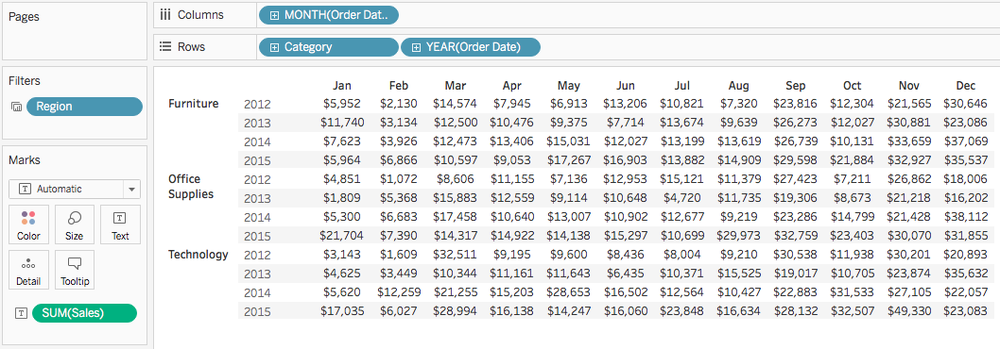 Pages
Columns
MONTH(Order Dat..
Rows
Category
YEAR(Order Date)
Filters
Region
Marks
Automatic
Color
Size
Text
Detail
Tooltip
SUM(Sales)
Jan Feb Mar Apr May Jun Jul Aug Sep Oct Nov Dec
Furniture 2012 $5,952 $2,130 $14,574 $7,945 $6,913 $13,206 $10,821 $7,320 $23,816 $12,304 $21,565 $30,646
2013 $11,740 $3,134 $12,500 $10,476 $9,375 $7,714 $13,674 $9,639 $26,273 $12,027 $30,881 $23,086
2014 $7,623 $3,926 $12,473 $13,406 $15,031 $12,027 $13,199 $13,619 $26,739 $10,131 $33,659 $37,069
2015 $5,964 $6,866 $10,597 $9,053 $17,267 $16,903 $13,882 $14,909 $29,598 $21,884 $32,927 $35,537
Office 2012 $4,851 $1,072 $8,606 $11,155 $7,136 $12,953 $15,121 $11,379 $27,423 $7,211 $26,862 $18,006
Supplies 2013 $1,809 $5,368 $15,883 $12,559 $9,114 $10,648 $4,720 $11,735 $19,306 $8,673 $21,218 $16,202
2014 $5,300 $6,683 $17,458 $10,640 $13,007 $10,902 $12,677 $9,219 $23,286 $14,799 $21,428 $38,112
2015 $21,704 $7,390 $14,317 $14,922 $14,138 $15,297 $10,699 $29,973 $32,759 $23,403 $30,070 $31,855
Technology 2012 $3,143 $1,609 $32,511 $9,195 $9,600 $8,436 $8,004 $9,210 $30,538 $11,938 $30,201 $20,893
2013 $4,625 $3,449 $10,344 $11,161 $11,643 $6,435 $10,371 $15,525 $19,017 $10,705 $23,874 $35,632
2014 $5,620 $12,259 $21,255 $15,203 $28,653 $16,502 $12,564 $10,427 $22,883 $31,533 $27,105 $22,057
2015 $17,035 $6,027 $28,994 $16,138 $14,247 $16,060 $23,848 $16,634 $28,132 $32,507 $49,330 $23,083